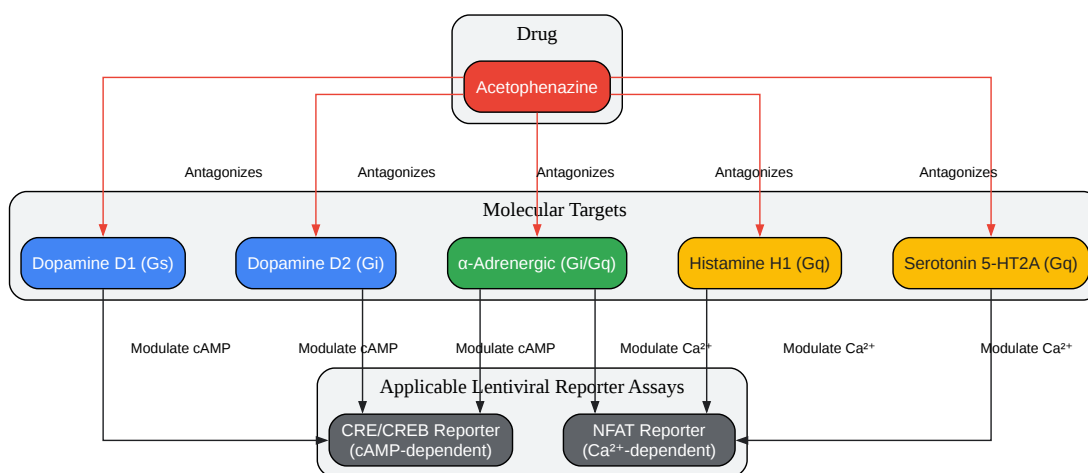 Drug
Acetophenazine
Antagonizes
Antagonizes
Antagonizes
Antagonizes
Antagonizes
Molecular Targets
Dopamine D1 (Gs)
Dopamine D2 (Gi)
α-Adrenergic (Gi/Gq)
Histamine H1 (Gq)
Serotonin 5-HT2A (Gq)
Modulate cAMP
Modulate cAMP
Modulate cAMP
Modulate Ca²⁺
Modulate Ca²⁺
Modulate Ca²⁺
Applicable Lentiviral Reporter Assays
CRE/CREB Reporter
(cAMP-dependent)
NFAT Reporter
(Ca²⁺-dependent)